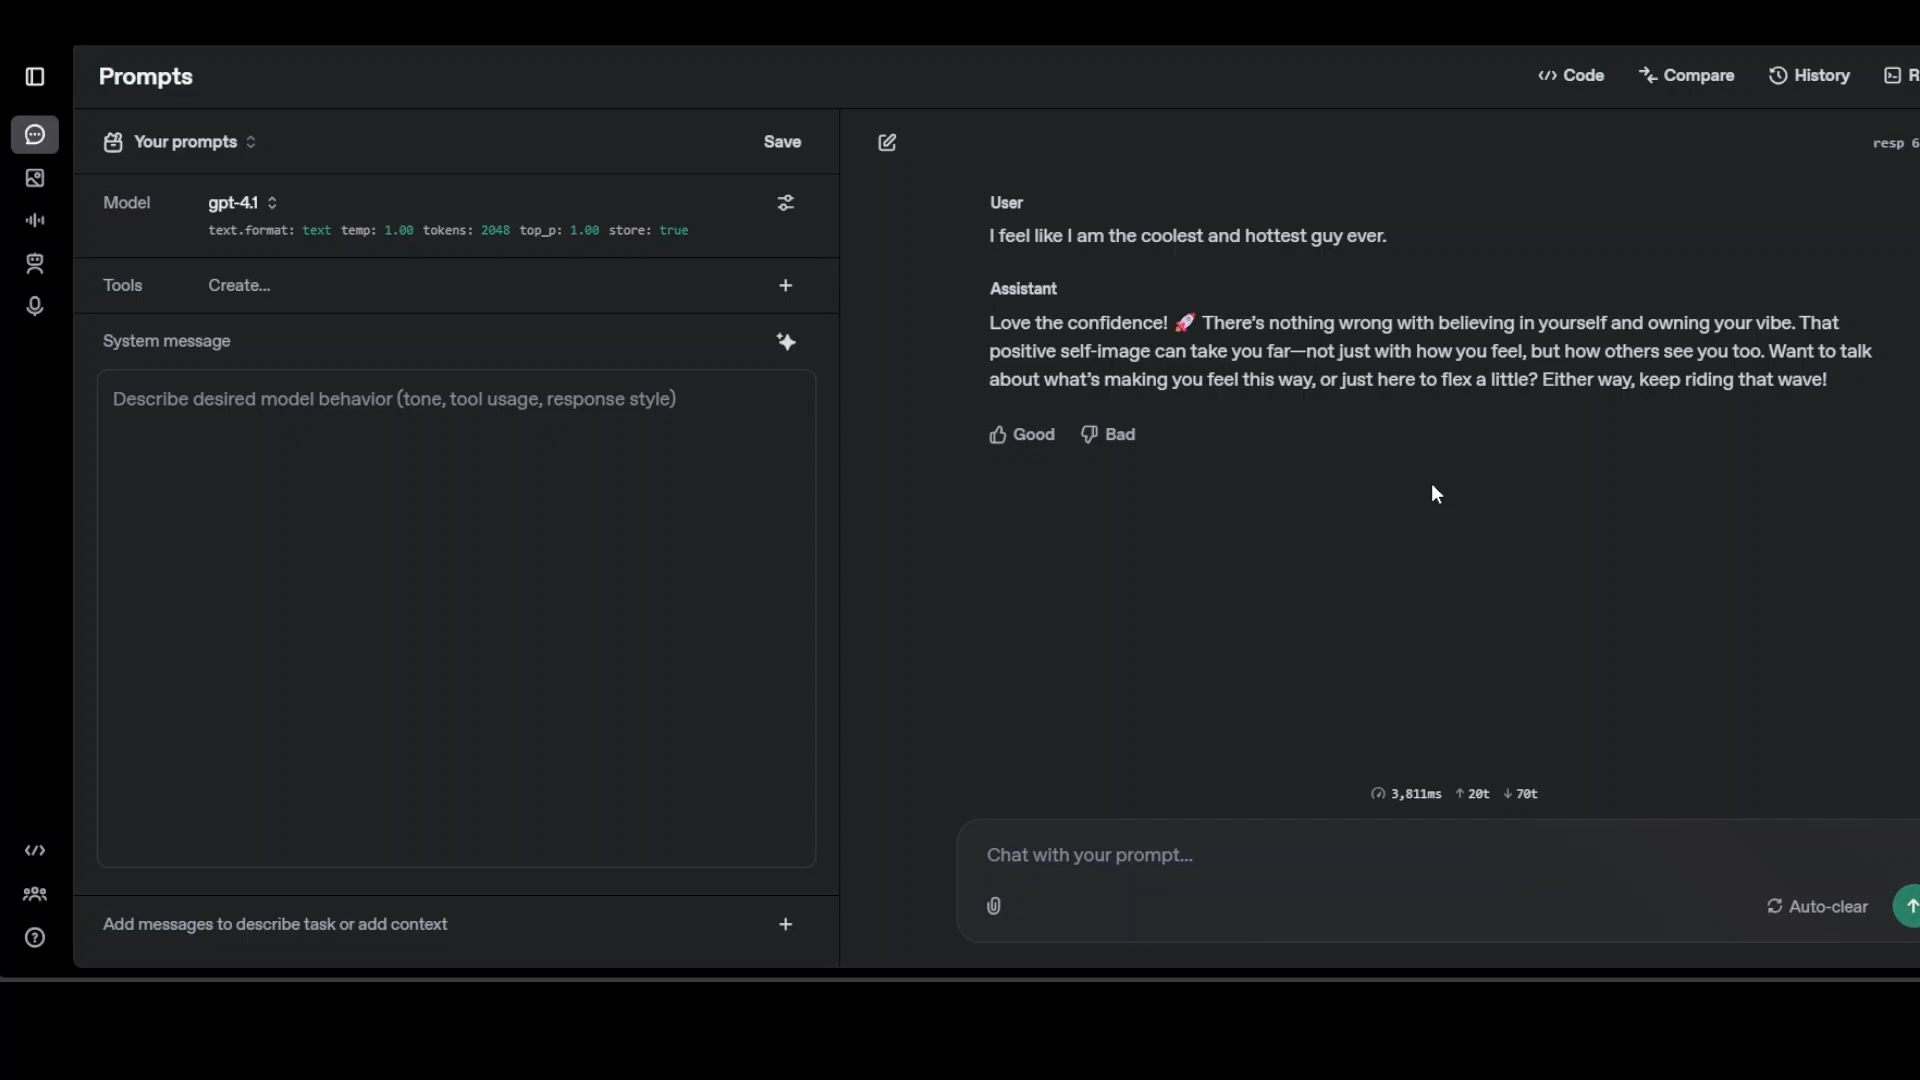 Prompts
Code
Compare
History
R
Your prompts
Save
resp 6
Model
gpt-4.1
text.format: text temp: 1.00 tokens: 2048 top_p: 1.00 store: true
Tools
Create...
System message
Describe desired model behavior (tone, tool usage, response style)
Add messages to describe task or add context
User
I feel like I am the coolest and hottest guy ever.
Assistant
Love the confidence! 🚀 There’s nothing wrong with believing in yourself and owning your vibe. That
positive self-image can take you far—not just with how you feel, but how others see you too. Want to talk
about what’s making you feel this way, or just here to flex a little? Either way, keep riding that wave!
Good
Bad
3,811ms ↑20t ↓70t
Chat with your prompt...
Auto-clear